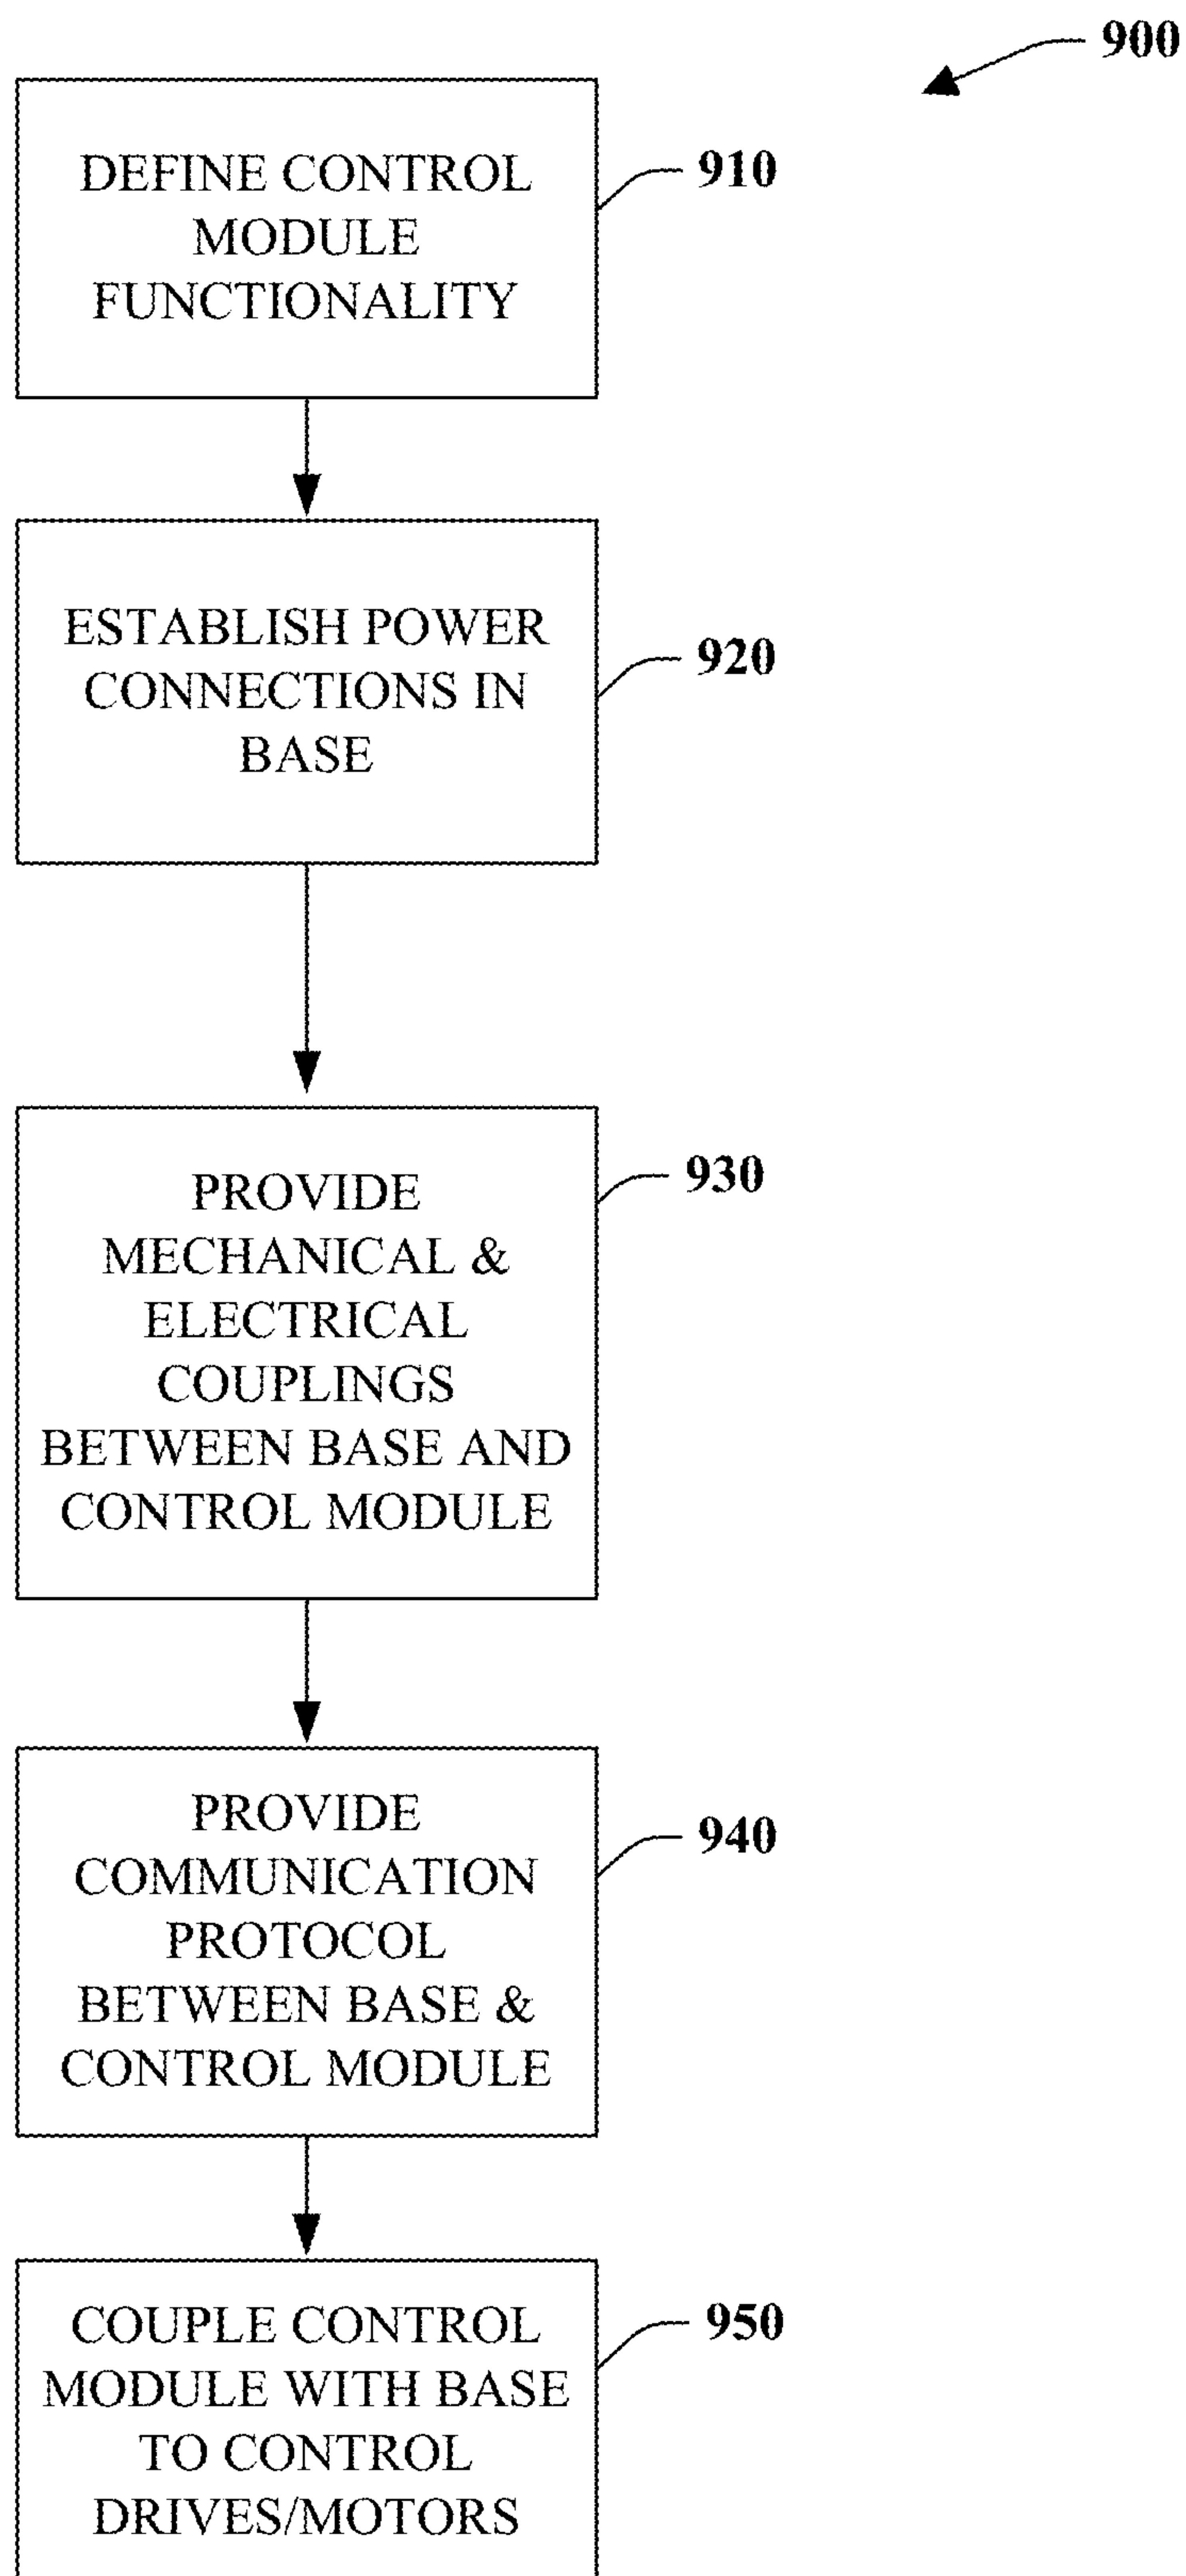 900
DEFINE CONTROL
MODULE
FUNCTIONALITY
910
ESTABLISH POWER
CONNECTIONS IN
BASE
920
PROVIDE
MECHANICAL &
ELECTRICAL
COUPLINGS
BETWEEN BASE AND
CONTROL MODULE
930
PROVIDE
COMMUNICATION
PROTOCOL
BETWEEN BASE &
CONTROL MODULE
940
COUPLE CONTROL
MODULE WITH BASE
TO CONTROL
DRIVES/MOTORS
950